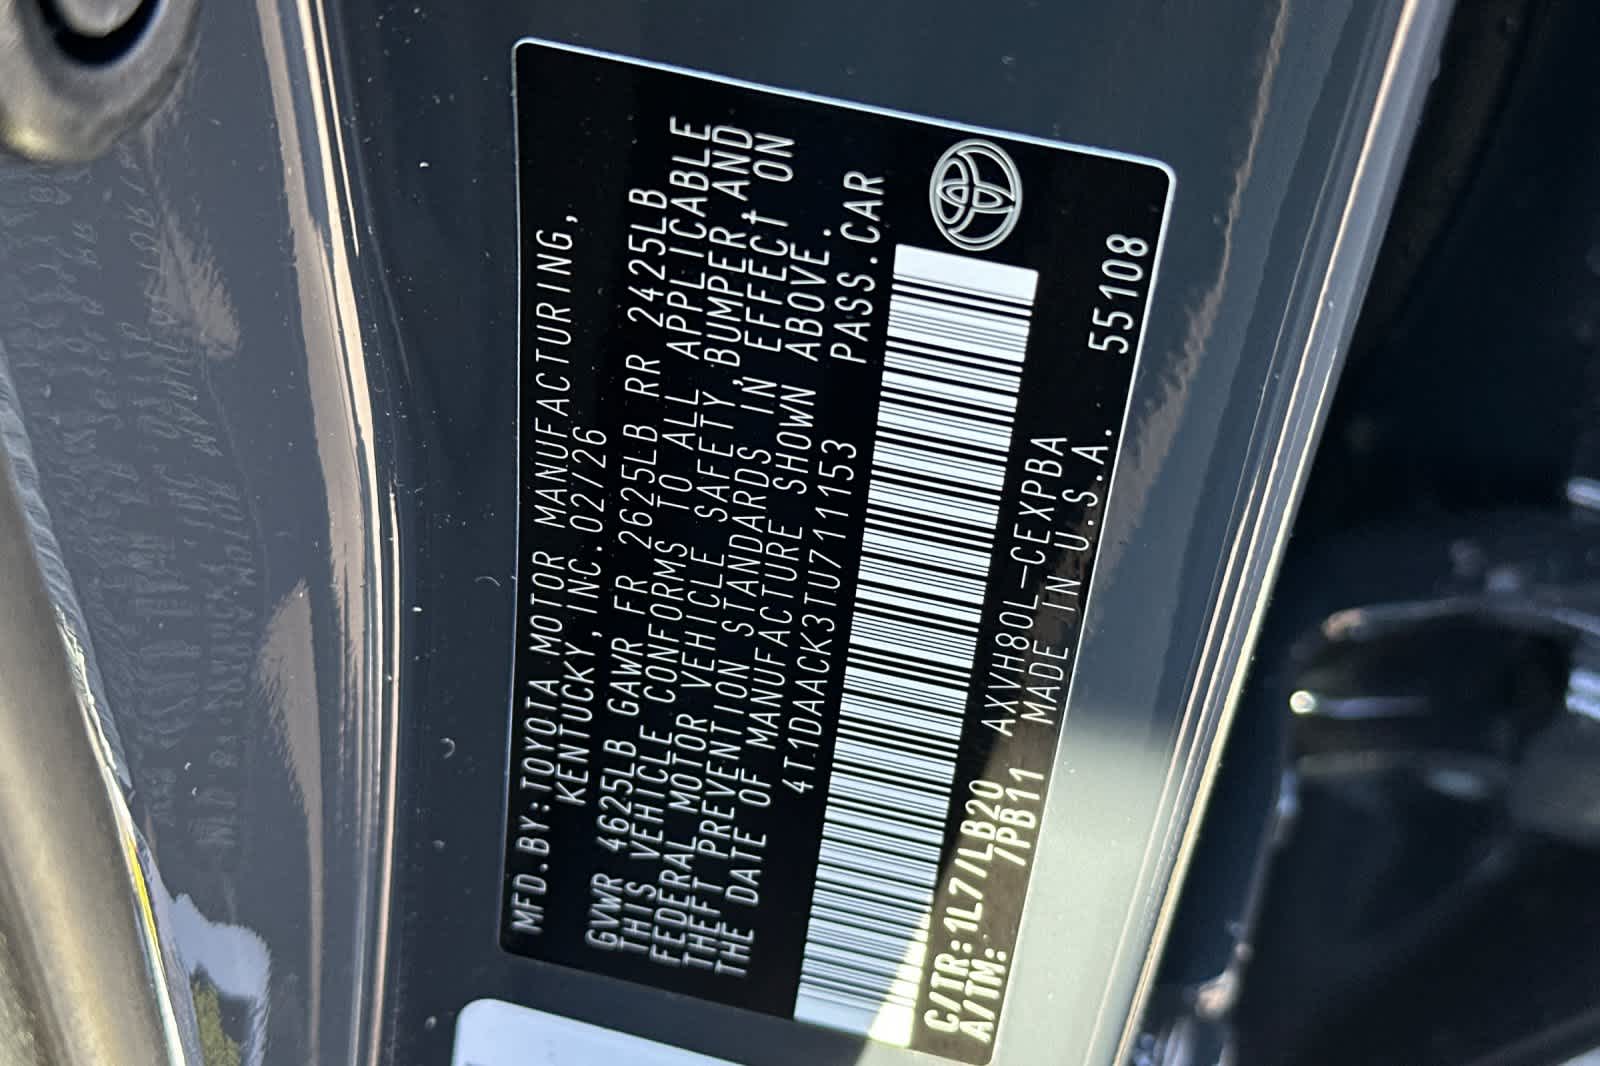 MFD.BY:TOYOTA MOTOR MANUFACTURING,
KENTUCKY,INC.02/26
GVWR 4625LB GAWR FR 2625LB RR 2425LB
THIS VEHICLE CONFORMS TO ALL APPLICABLE
FEDERAL MOTOR VEHICLE SAFETY,BUMPER,AND
THEFT PREVENTION STANDARDS IN EFFECT ON
THE DATE OF MANUFACTURE SHOWN ABOVE.
4T1DAACK3TU711153 PASS.CAR
C/TR:1L7/LB20 AXVH80L-CEXPBA
A/TM: /PB11 MADE IN U.S.A. 55108